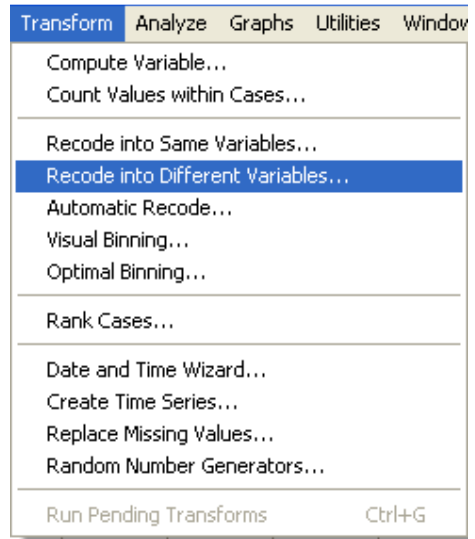 Transform Analyze Graphs Utilities Window
Compute Variable...
Count Values within Cases...
Recode into Same Variables...
Recode into Different Variables...
Automatic Recode...
Visual Binning...
Optimal Binning...
Rank Cases...
Date and Time Wizard...
Create Time Series...
Replace Missing Values...
Random Number Generators...
Run Pending Transforms Ctrl+G